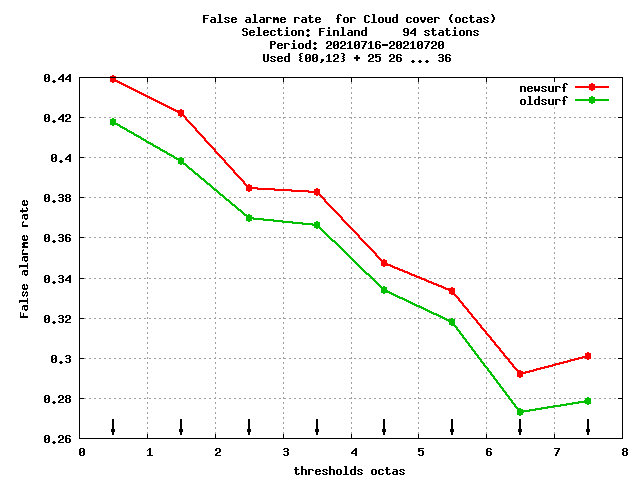 False alarme rate  for Cloud cover (octas)
Selection: Finland     94 stations
Period: 20210716-20210720
Used {00,12} + 25 26 ... 36
newsurf
oldsurf
0.44
0.42
0.4
0.38
0.36
0.34
0.32
0.3
0.28
0.26
False alarme rate
0 1 2 3 4 5 6 7 8
thresholds octas